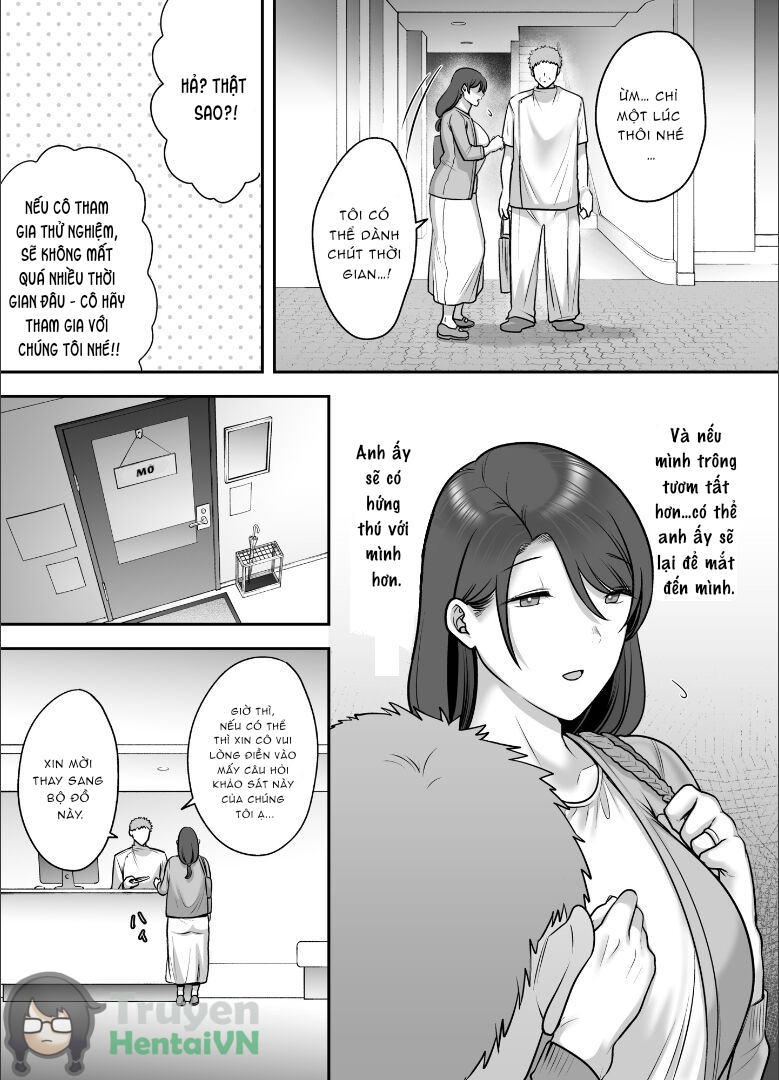 ỪM... CHỈ
MỘT LÚC
THÔI NHÉ
...
TÔI CÓ
THỂ DÀNH
CHÚT THỜI
GIAN...!
HẢ? THẬT
SAO?!
NẾU CÔ THAM
GIA THỬ NGHIỆM,
SẼ KHÔNG MẤT
QUÁ NHIỀU THỜI
GIAN ĐÂU - CÔ HÃY
THAM GIA VỚI
CHÚNG TÔI NHÉ!!
Và nếu
mình trông
tươm tất
hơn...có thể
anh ấy sẽ
lại để mắt
đến mình.
Anh ấy
sẽ có
hứng
thú với
mình
hơn.
MỞ
GIỜ THÌ,
NẾU CÓ THỂ
THÌ XIN CÔ VUI
LÒNG ĐIỀN VÀO
MẤY CÂU HỎI
KHẢO SÁT NÀY
CỦA CHÚNG
TÔI Ạ...
XIN MỜI
THAY SANG
BỘ ĐỒ
NÀY.
Truyen
HentaiVN